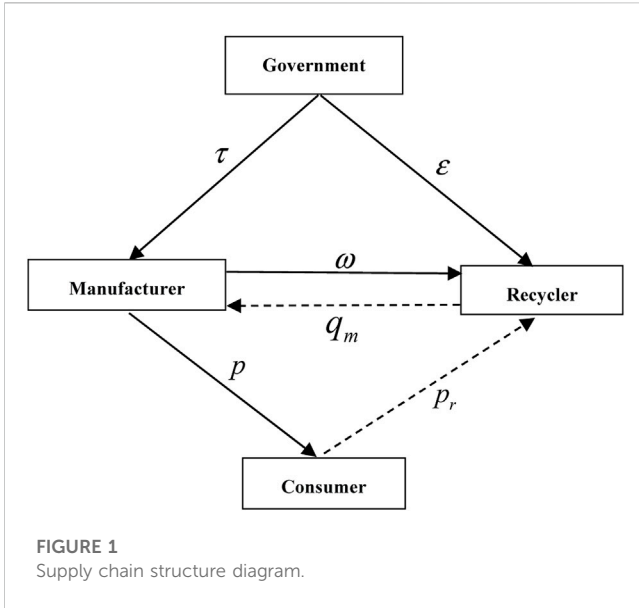 Government
τ
ε
ω
Manufacturer
Recycler
q_m
p
p_r
Consumer
FIGURE 1
Supply chain structure diagram.